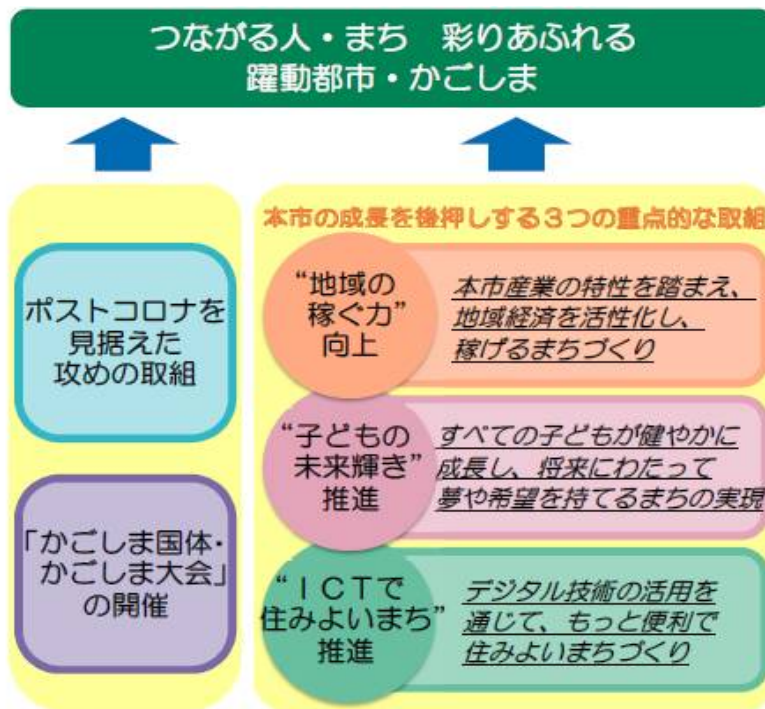 つながる人・まち　彩りあふれる
躍動都市・かごしま
ポストコロナを
見据えた
攻めの取組
「かごしま国体・
かごしま大会」
の開催
本市の成長を後押しする３つの重点的な取組
“地域の
稼ぐ力”
向上
本市産業の特性を踏まえ、
地域経済を活性化し、
稼げるまちづくり
“子どもの
未来輝き”
推進
すべての子どもが健やかに
成長し、将来にわたって
夢や希望を持てるまちの実現
“ＩＣＴで
住みよいまち”
推進
デジタル技術の活用を
通じて、もっと便利で
住みよいまちづくり